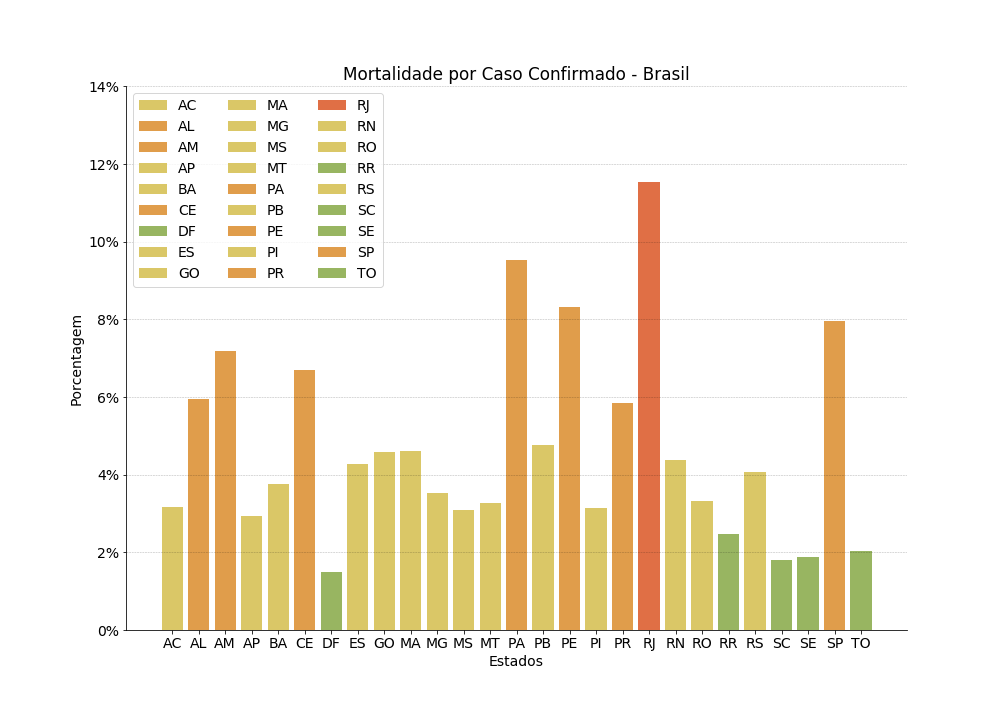 Mortalidade por Caso Confirmado - Brasil
14%
12%
10%
8%
6%
4%
2%
0%
Porcentagem
AC MA RJ
AL MG RN
AM MS RO
AP MT RR
BA PA RS
CE PB SC
DF PE SE
ES PI SP
GO PR TO
AC AL AM AP BA CE DF ES GO MA MG MS MT PA PB PE PI PR RJ RN RO RR RS SC SE SP TO
Estados